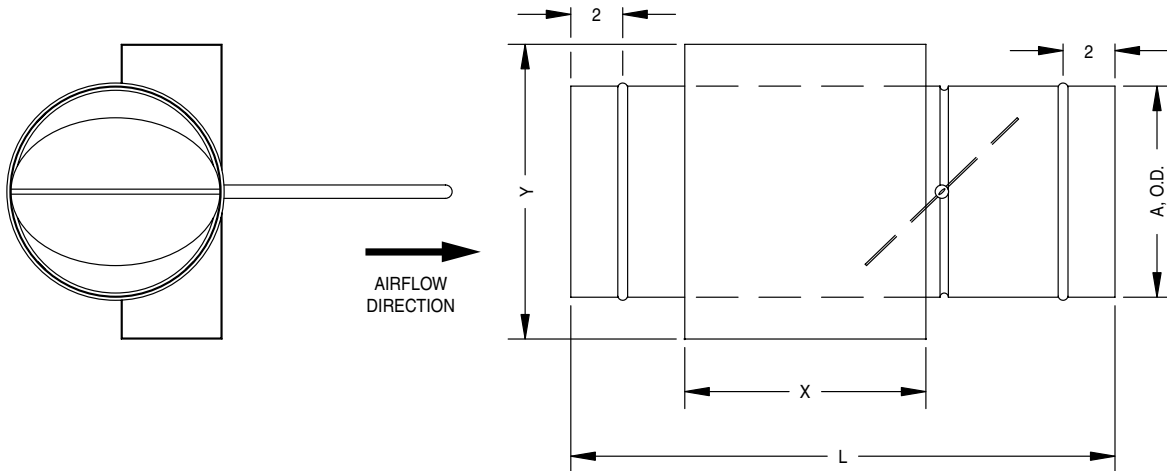 2
2
Y
A, O.D.
AIRFLOW
DIRECTION
X
L